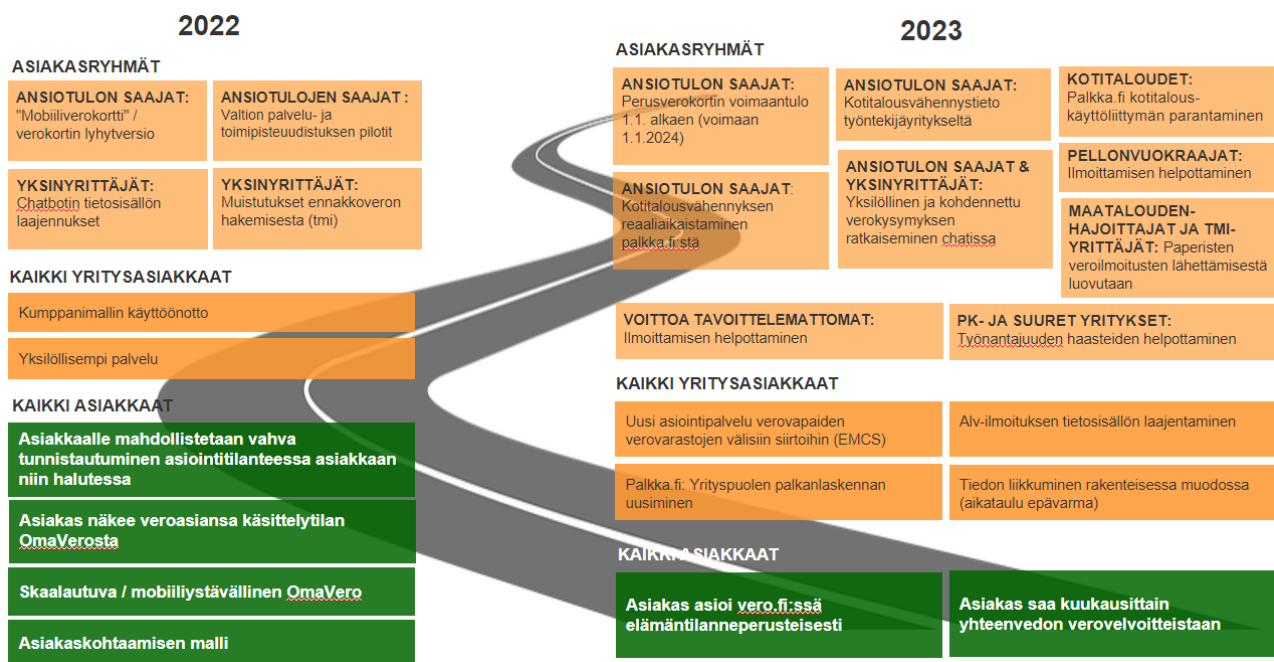 2022
ASIAKASRYHMÄT
ANSIOTULON SAAJAT:
"Mobiiliverokortti" /
verokortin lyhytversio
ANSIOTULOJEN SAAJAT :
Valtion palvelu- ja
toimipisteuudistuksen pilotit
YKSINYRITTÄJÄT:
Chatbotin tietosisällön
laajennukset
YKSINYRITTÄJÄT:
Muistutukset ennakkoveron
hakemisesta (tmi)
KAIKKI YRITYSASIAKKAAT
Kumppanimallin käyttöönotto
Yksilöllisempi palvelu
KAIKKI ASIAKKAAT
Asiakkaalle mahdollistetaan vahva
tunnistautuminen asiointitilanteessa asiakkaan
niin halutessa
Asiakas näkee veroasiansa käsittelytilan
OmaVerosta
Skaalautuva / mobiiliystävällinen OmaVero
Asiakaskohtaamisen malli
2023
ASIAKASRYHMÄT
ANSIOTULON SAAJAT:
Perusverokortin voimaantulo
1.1. alkaen (voimaan
1.1.2024)
ANSIOTULON SAAJAT:
Kotitalousvähennystieto
työntekijäyritykseltä
KOTITALOUDET:
Palkka.fi kotitalous-
käyttöliittymän parantaminen
ANSIOTULON SAAJAT:
Kotitalousvähennyksen
reaaliaikaistaminen
palkka.fi:stä
ANSIOTULON SAAJAT &
YKSINYRITTÄJÄT:
Yksilöllinen ja kohdennettu
verokysymyksen
ratkaiseminen chatissa
PELLONVUOKRAAJAT:
Ilmoittamisen helpottaminen
MAATALOUDEN-
HAJOITTAJAT JA TMI-
YRITTÄJÄT: Paperisten
veroilmoitusten lähettämisestä
luovutaan
VOITTOA TAVOITTELEMATTOMAT:
Ilmoittamisen helpottaminen
PK- JA SUURET YRITYKSET:
Työnantajuuden haasteiden helpottaminen
KAIKKI YRITYSASIAKKAAT
Uusi asiointipalvelu verovapaiden
verovarastojen välisiin siirtoihin (EMCS)
Alv-ilmoituksen tietosisällön laajentaminen
Palkka.fi: Yrityspuolen palkanlaskennan
uusiminen
Tiedon liikkuminen rakenteisessa muodossa
(aikataulu epävarma)
KAIKKI ASIAKKAAT
Asiakas asioi vero.fi:ssä
elämäntilanneperusteisesti
Asiakas saa kuukausittain
yhteenvedon verovelvoitteistaan